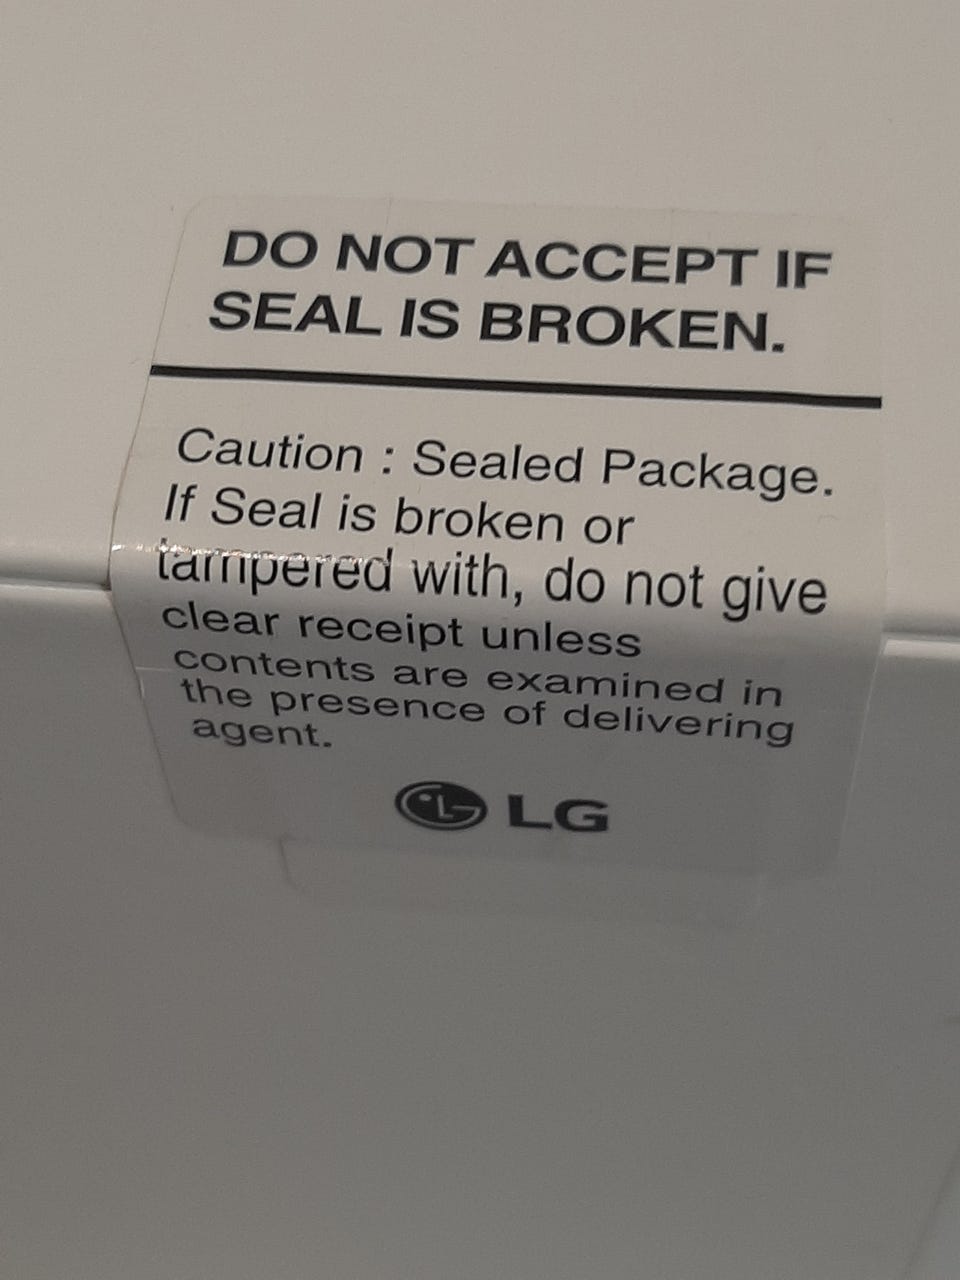 DO NOT ACCEPT IF
SEAL IS BROKEN.
Caution : Sealed Package.
If Seal is broken or
tampered with, do not give
clear receipt unless
contents are examined in
the presence of delivering
agent.
LG